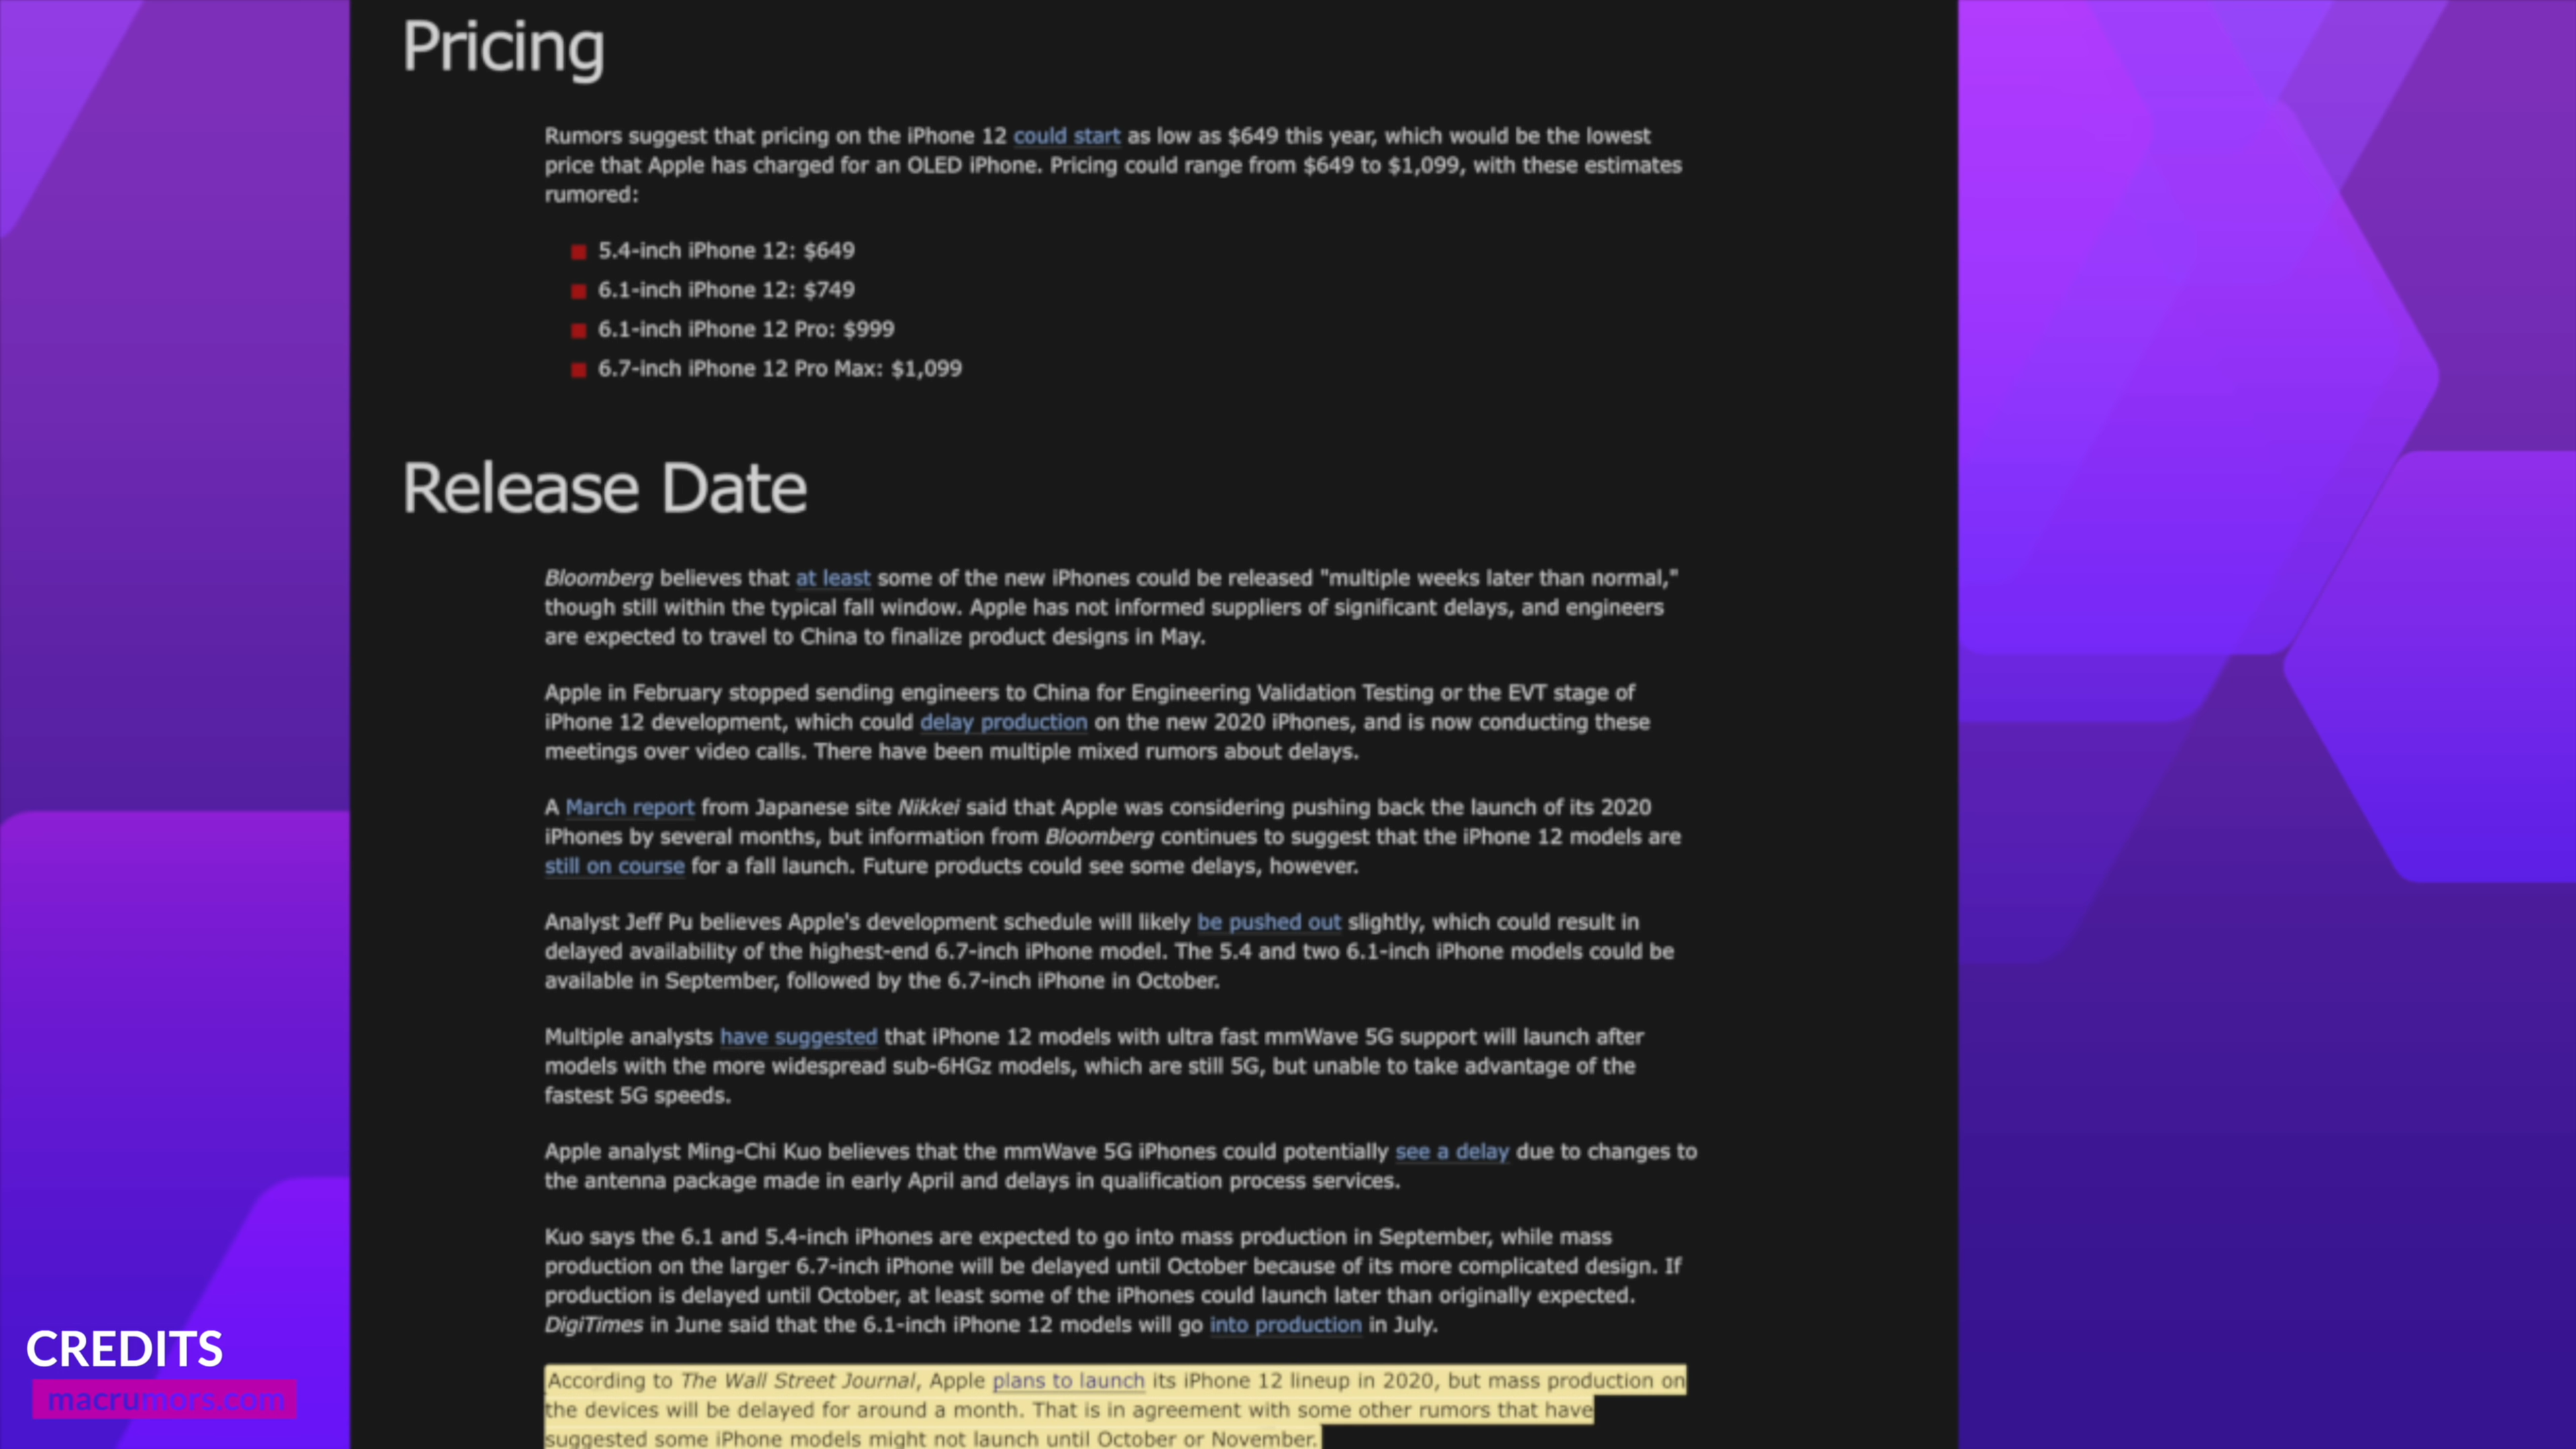 Pricing
Rumors suggest that pricing on the iPhone 12 could start as low as $649 this year, which would be the lowest
price that Apple has charged for an OLED iPhone. Pricing could range from $649 to $1,099, with these estimates
rumored:
5.4-inch iPhone 12: $649
6.1-inch iPhone 12: $749
6.1-inch iPhone 12 Pro: $999
6.7-inch iPhone 12 Pro Max: $1,099
Release Date
Bloomberg believes that at least some of the new iPhones could be released "multiple weeks later than normal,"
though still within the typical fall window. Apple has not informed suppliers of significant delays, and engineers
are expected to travel to China to finalize product designs in May.
Apple in February stopped sending engineers to China for Engineering Validation Testing or the EVT stage of
iPhone 12 development, which could delay production on the new 2020 iPhones, and is now conducting these
meetings over video calls. There have been multiple mixed rumors about delays.
A March report from Japanese site Nikkei said that Apple was considering pushing back the launch of its 2020
iPhones by several months, but information from Bloomberg continues to suggest that the iPhone 12 models are
still on course for a fall launch. Future products could see some delays, however.
Analyst Jeff Pu believes Apple's development schedule will likely be pushed out slightly, which could result in
delayed availability of the highest-end 6.7-inch iPhone model. The 5.4 and two 6.1-inch iPhone models could be
available in September, followed by the 6.7-inch iPhone in October.
Multiple analysts have suggested that iPhone 12 models with ultra fast mmWave 5G support will launch after
models with the more widespread sub-6HGz models, which are still 5G, but unable to take advantage of the
fastest 5G speeds.
Apple analyst Ming-Chi Kuo believes that the mmWave 5G iPhones could potentially see a delay due to changes to
the antenna package made in early April and delays in qualification process services.
Kuo says the 6.1 and 5.4-inch iPhones are expected to go into mass production in September, while mass
production on the larger 6.7-inch iPhone will be delayed until October because of its more complicated design. If
production is delayed until October, at least some of the iPhones could launch later than originally expected.
DigiTimes in June said that the 6.1-inch iPhone 12 models will go into production in July.
According to The Wall Street Journal, Apple plans to launch its iPhone 12 lineup in 2020, but mass production on
the devices will be delayed for around a month. That is in agreement with some other rumors that have
suggested some iPhone models might not launch until October or November.
CREDITS
macrumors.com